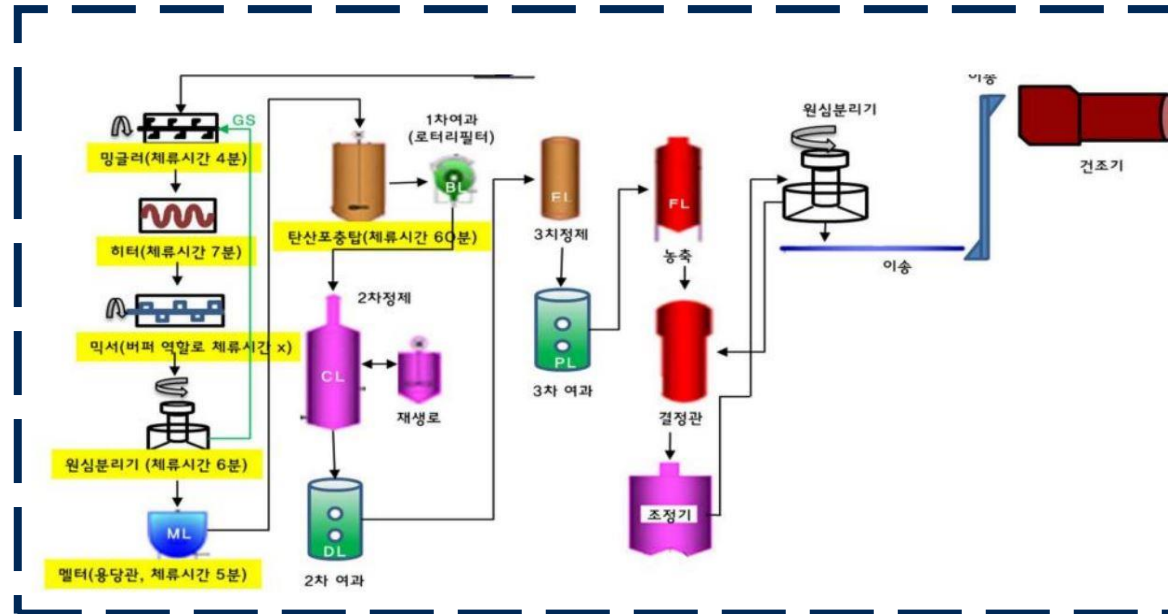 이송
GS
밍글러(체류시간 4분)
히터(체류시간 7분)
믹서(버퍼 역할로 체류시간 x)
원심분리기 (체류시간 6분)
ML
멜터(용당관, 체류시간 5분)
탄산포충탑(체류시간 60분)
1차여과
(로터리필터)
BL
2차정제
CL
재생로
DL
2차 여과
3치정제
PL
3차 여과
FL
농축
결정관
조정기
원심분리기
이송
건조기